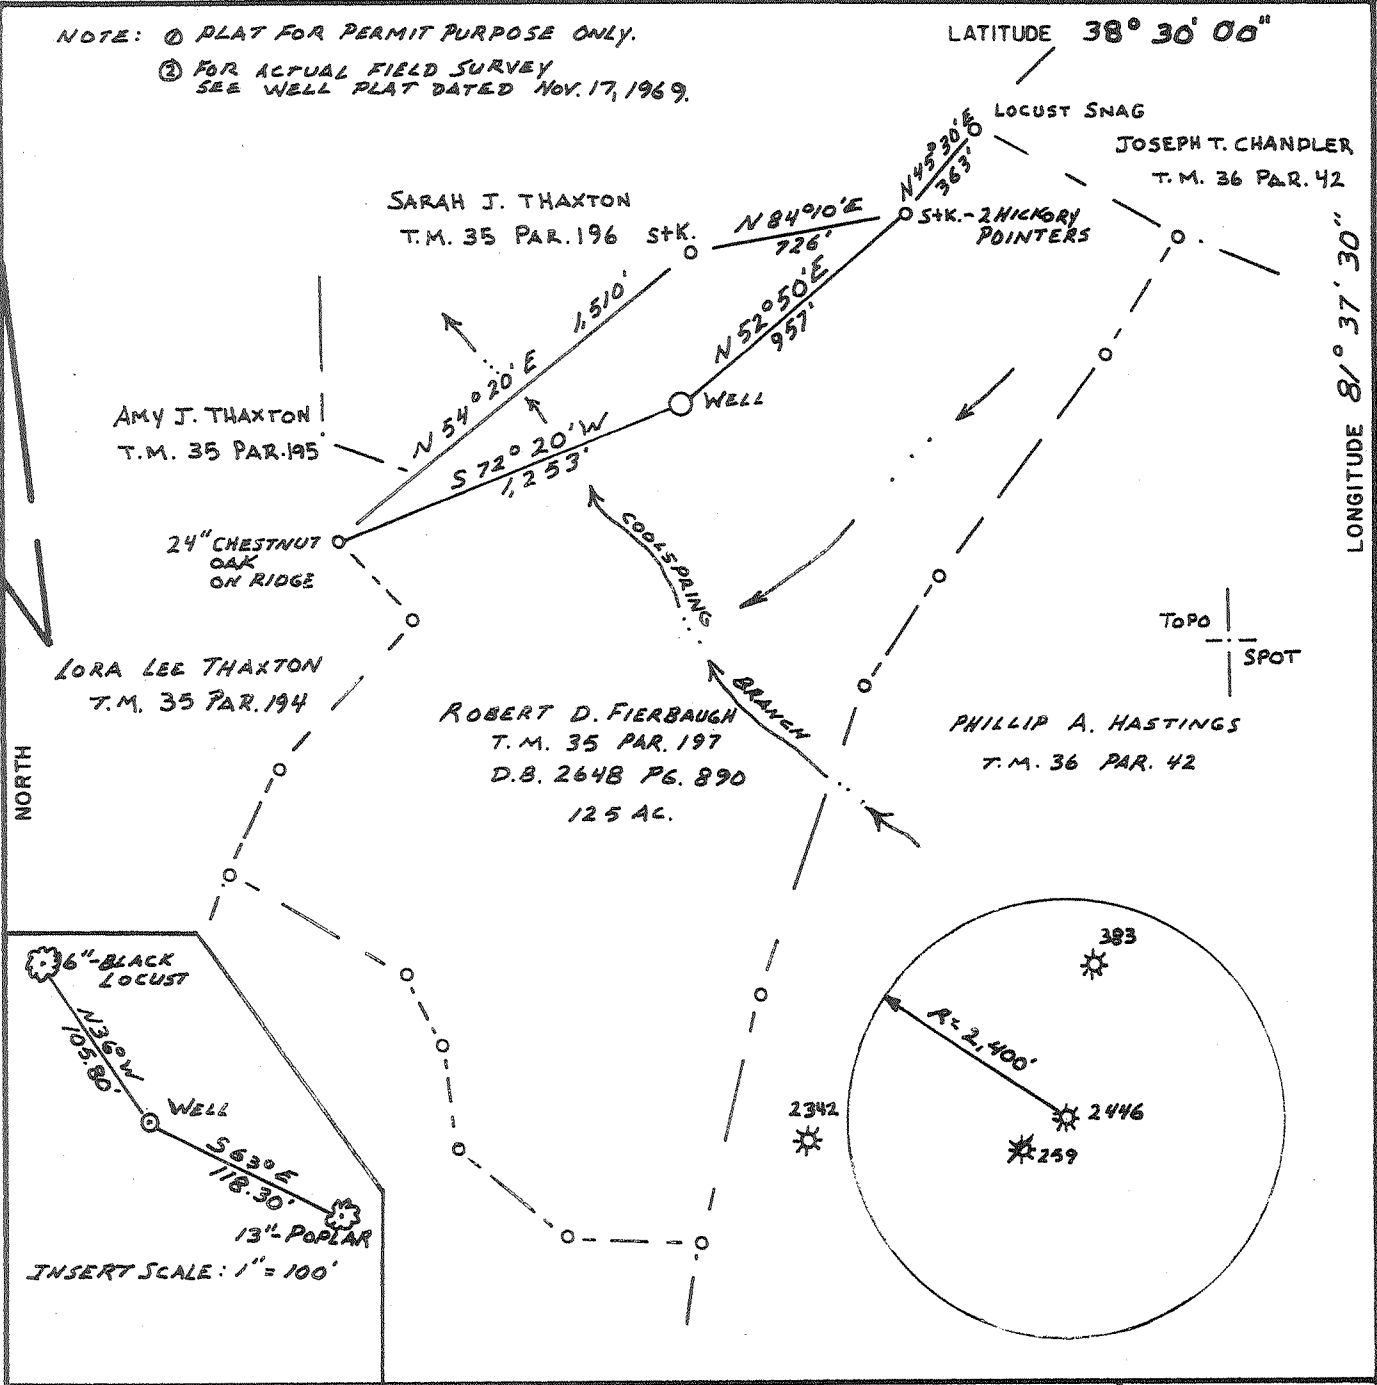 NOTE: ① PLAT FOR PERMIT PURPOSE ONLY.
② FOR ACTUAL FIELD SURVEY
SEE WELL PLAT DATED NOV. 17, 1969.
LATITUDE 38° 30' 00"
LOCUST SNAG
JOSEPH T. CHANDLER
T.M. 36 PAR. 42
N 45° 30' E
363'
SARAH J. THAXTON
T.M. 35 PAR. 196
STK.
N 84° 10' E
726'
STK. - 2 HICKORY
POINTERS
LONGITUDE 81° 37' 30"
1,510'
N 54° 20' E
N 52° 50' E
957'
WELL
AMY J. THAXTON
T.M. 35 PAR. 195
S 72° 20' W
1,253'
24" CHESTNUT
OAK
ON RIDGE
COOLSPRING
BRANCH
TOPO
SPOT
LORA LEE THAXTON
T.M. 35 PAR. 194
ROBERT D. FIERBAUGH
T.M. 35 PAR. 197
D.B. 2648 PG. 890
125 AC.
PHILLIP A. HASTINGS
T.M. 36 PAR. 42
NORTH
6"-BLACK
LOCUST
N 36° W
105.80'
WELL
S 63° E
118.30'
13"-POPLAR
INSERT SCALE: 1" = 100'
383
R= 2,400'
2342
2446
259